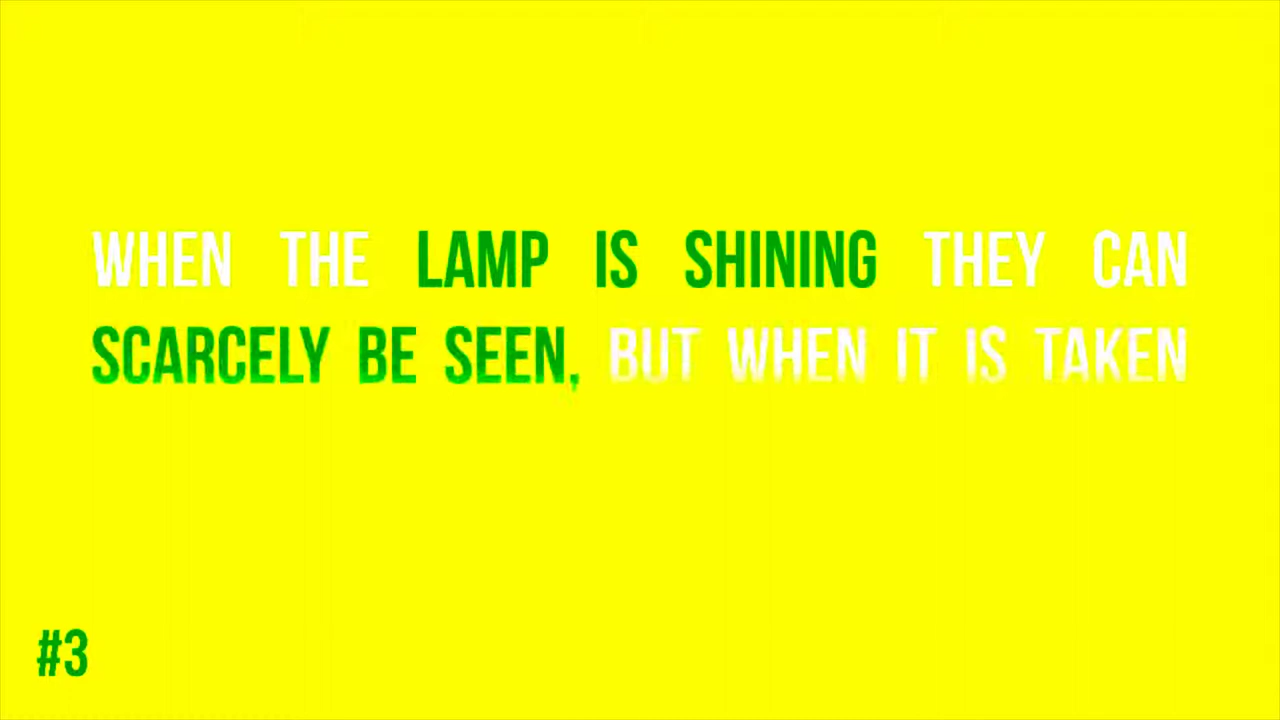 WHEN THE LAMP IS SHINING THEY CAN
SCARCELY BE SEEN, BUT WHEN IT IS TAKEN
#3